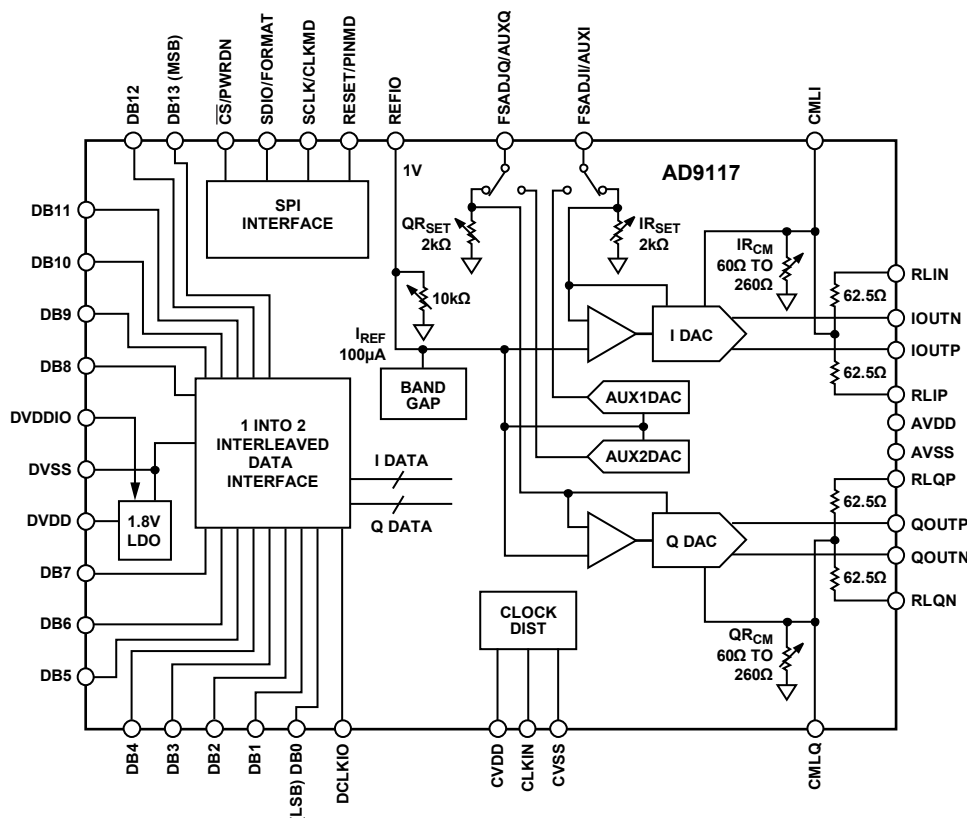 DB12
DB13 (MSB)
CS/PWRDN
SDIO/FORMAT
SCLK/CLKMD
RESET/PINMD
REFIO
FSADJQ/AUXQ
FSADJI/AUXI
CMLI
1V
AD9117
SPI
INTERFACE
DB11
DB10
DB9
DB8
DVDDIO
DVSS
DVDD
DB7
DB6
DB5
QRSET
2kΩ
IRSET
2kΩ
IRCM
60Ω TO
260Ω
10kΩ
IREF
100µA
BAND
GAP
I DAC
AUX1DAC
AUX2DAC
62.5Ω
62.5Ω
RLIN
IOUTN
IOUTP
RLIP
AVDD
AVSS
RLQP
QOUTP
QOUTN
RLQN
1 INTO 2
INTERLEAVED
DATA
INTERFACE
I DATA
Q DATA
1.8V
LDO
Q DAC
62.5Ω
62.5Ω
CLOCK
DIST
QRCM
60Ω TO
260Ω
DB4
DB3
DB2
DB1
LSB) DB0
DCLKIO
CVDD
CLKIN
CVSS
CMLQ